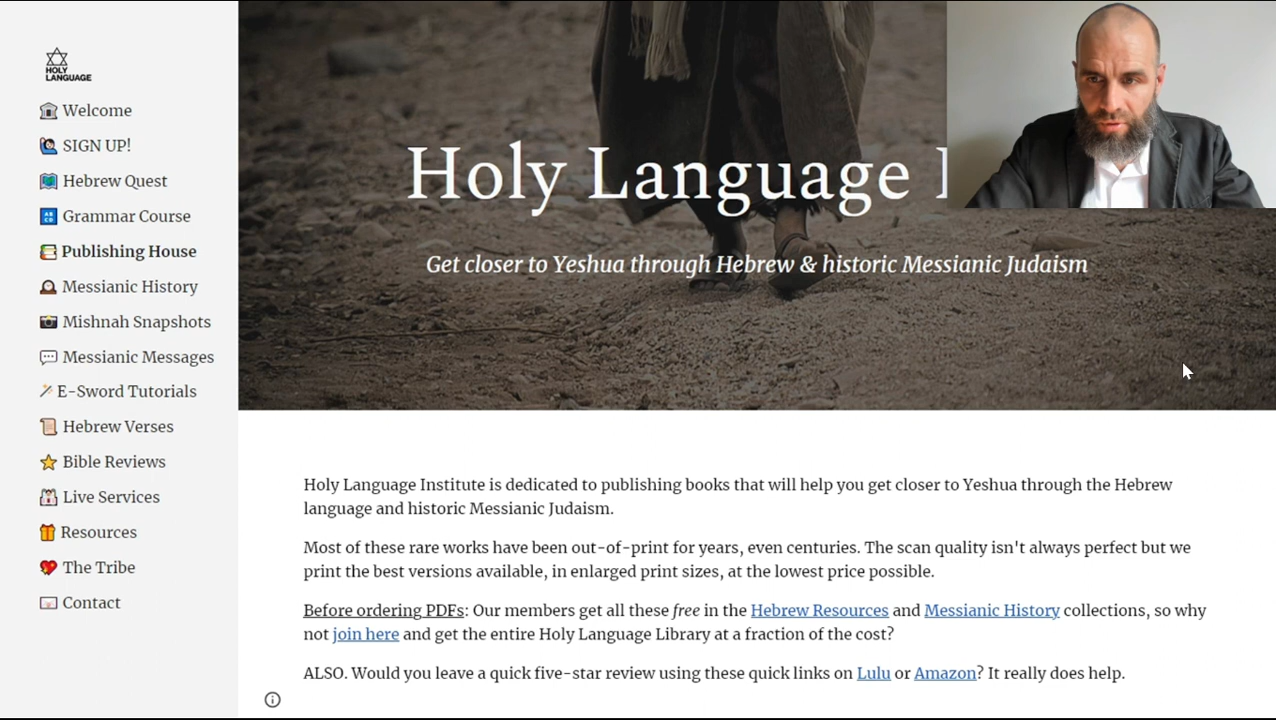 HOLY
LANGUAGE
Welcome
SIGN UP!
Hebrew Quest
Grammar Course
Publishing House
Messianic History
Mishnah Snapshots
Messianic Messages
E-Sword Tutorials
Hebrew Verses
Bible Reviews
Live Services
Resources
The Tribe
Contact
Holy Language
Get closer to Yeshua through Hebrew & historic Messianic Judaism
Holy Language Institute is dedicated to publishing books that will help you get closer to Yeshua through the Hebrew
language and historic Messianic Judaism.
Most of these rare works have been out-of-print for years, even centuries. The scan quality isn't always perfect but we
print the best versions available, in enlarged print sizes, at the lowest price possible.
Before ordering PDFs: Our members get all these free in the Hebrew Resources and Messianic History collections, so why
not join here and get the entire Holy Language Library at a fraction of the cost?
ALSO. Would you leave a quick five-star review using these quick links on Lulu or Amazon? It really does help.